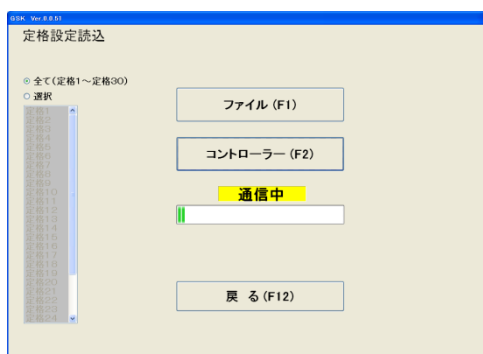 GSK Ver.8.0.51
定格設定読込
全て(定格1～定格30)
選択
定格1
定格2
定格3
定格4
定格5
定格6
定格7
定格8
定格9
定格10
定格11
定格12
定格13
定格14
定格15
定格16
定格17
定格18
定格19
定格20
定格21
定格22
定格23
定格24
ファイル (F1)
コントローラー (F2)
通信中
戻 る (F12)